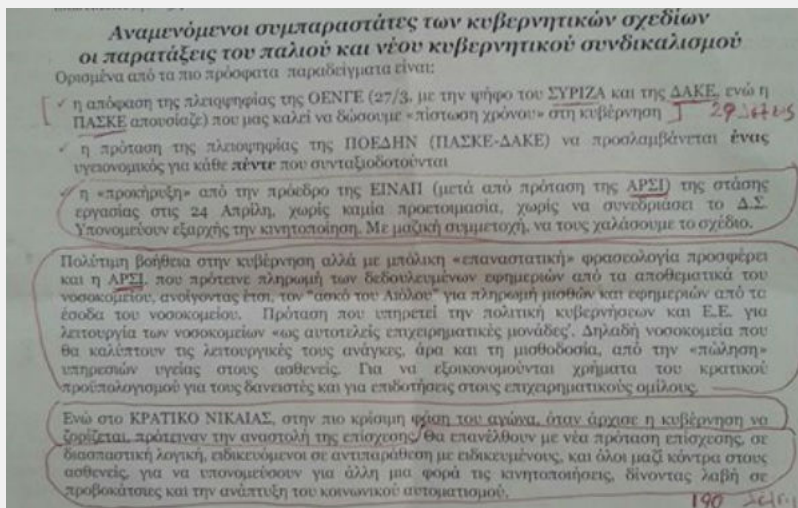 Αναμενόμενοι συμπαραστάτες των κυβερνητικών σχεδίων
οι παρατάξεις του παλιού και νέου κυβερνητικού συνδικαλισμού
Ορισμένα από τα πιο πρόσφατα παραδείγματα είναι:
✓ η απόφαση της πλειοψηφίας της ΟΕΝΓΕ (27/3, με την ψήφο του ΣΥΡΙΖΑ και της ΔΑΚΕ, ενώ η
ΠΑΣΚΕ απουσίαζε) που μας καλεί να δώσουμε «πίστωση χρόνου» στη κυβέρνηση 29
✓ η πρόταση της πλειοψηφίας της ΠΟΕΔΗΝ (ΠΑΣΚΕ-ΔΑΚΕ) να προσλαμβάνεται ένας
υγειονομικός για κάθε πέντε που συνταξιοδοτούνται
✓ η «προκήρυξη» από την πρόεδρο της ΕΙΝΑΠ (μετά από πρόταση της ΑΡΣΙ) της στάσης
εργασίας στις 24 Απρίλη, χωρίς καμία προετοιμασία, χωρίς να συνεδριάσει το Δ.Σ.
Υπονομεύουν εξαρχής την κινητοποίηση. Με μαζική συμμετοχή, να τους χαλάσουμε το σχέδιο.
Πολύτιμη βοήθεια στην κυβέρνηση αλλά με μπόλικη «επαναστατική» φρασεολογία προσφέρει
και η ΑΡΣΙ, που πρότεινε πληρωμή των δεδουλευμένων εφημεριών από τα αποθεματικά του
νοσοκομείου, ανοίγοντας έτσι, τον "ασκό του Αιόλου" για πληρωμή μισθών και εφημεριών από τα
έσοδα του νοσοκομείου. Πρόταση που υπηρετεί την πολιτική κυβερνήσεων και Ε.Ε. για
λειτουργία των νοσοκομείων «ως αυτοτελείς επιχειρηματικές μονάδες'. Δηλαδή νοσοκομεία που
θα καλύπτουν τις λειτουργικές τους ανάγκες, άρα και τη μισθοδοσία, από την «πώληση»
υπηρεσιών υγείας στους ασθενείς. Για να εξοικονομούνται χρήματα του κρατικού
προϋπολογισμού για τους δανειστές και για επιδοτήσεις στους επιχειρηματικούς ομίλους.
Ενώ στο ΚΡΑΤΙΚΟ ΝΙΚΑΙΑΣ, στην πιο κρίσιμη φάση του αγώνα, όταν άρχισε η κυβέρνηση να
ζορίζεται, πρότειναν την αναστολή της επίσχεσης. Θα επανέλθουν με νέα πρόταση επίσχεσης, σε
διασπαστική λογική, ειδικευόμενοι σε αντιπαράθεση με ειδικευμένους, και όλοι μαζί κόντρα στους
ασθενείς, για να υπονομεύσουν για άλλη μια φορά τις κινητοποιήσεις, δίνοντας λαβή σε
προβοκάτσιες και την ανάπτυξη του κοινωνικού αυτοματισμού.
190